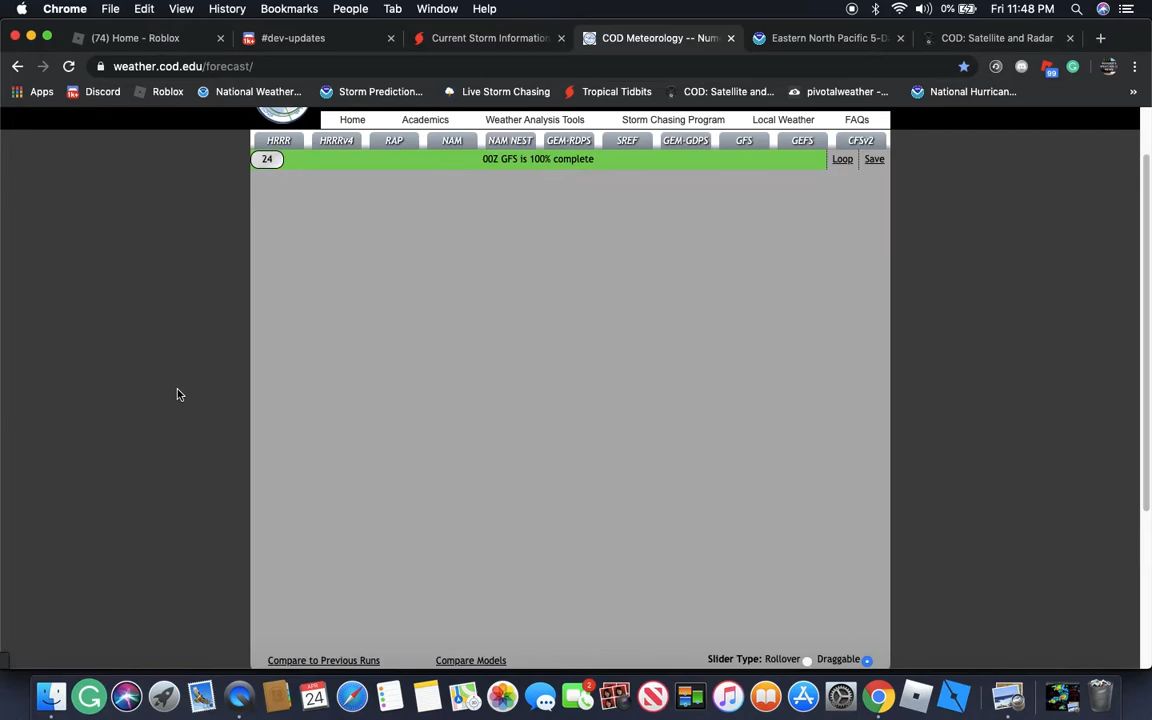 Chrome File Edit View History Bookmarks People Tab Window Help 0% Fri 11:48 PM
(74) Home - Roblox #dev-updates Current Storm Information COD Meteorology -- Num Eastern North Pacific 5-D COD: Satellite and Radar
weather.cod.edu/forecast/ 99
Apps Discord Roblox National Weather... Storm Prediction... Live Storm Chasing Tropical Tidbits COD: Satellite and... pivotalweather -... National Hurrican... »
Home Academics Weather Analysis Tools Storm Chasing Program Local Weather FAQs
HRRR HRRRv4 RAP NAM NAM NEST GEM-RDPS SREF GEM-GDPS GFS GEFS CFSv2
24 00Z GFS is 100% complete Loop Save
Compare to Previous Runs Compare Models Slider Type: Rollover Draggable
APR
24
2